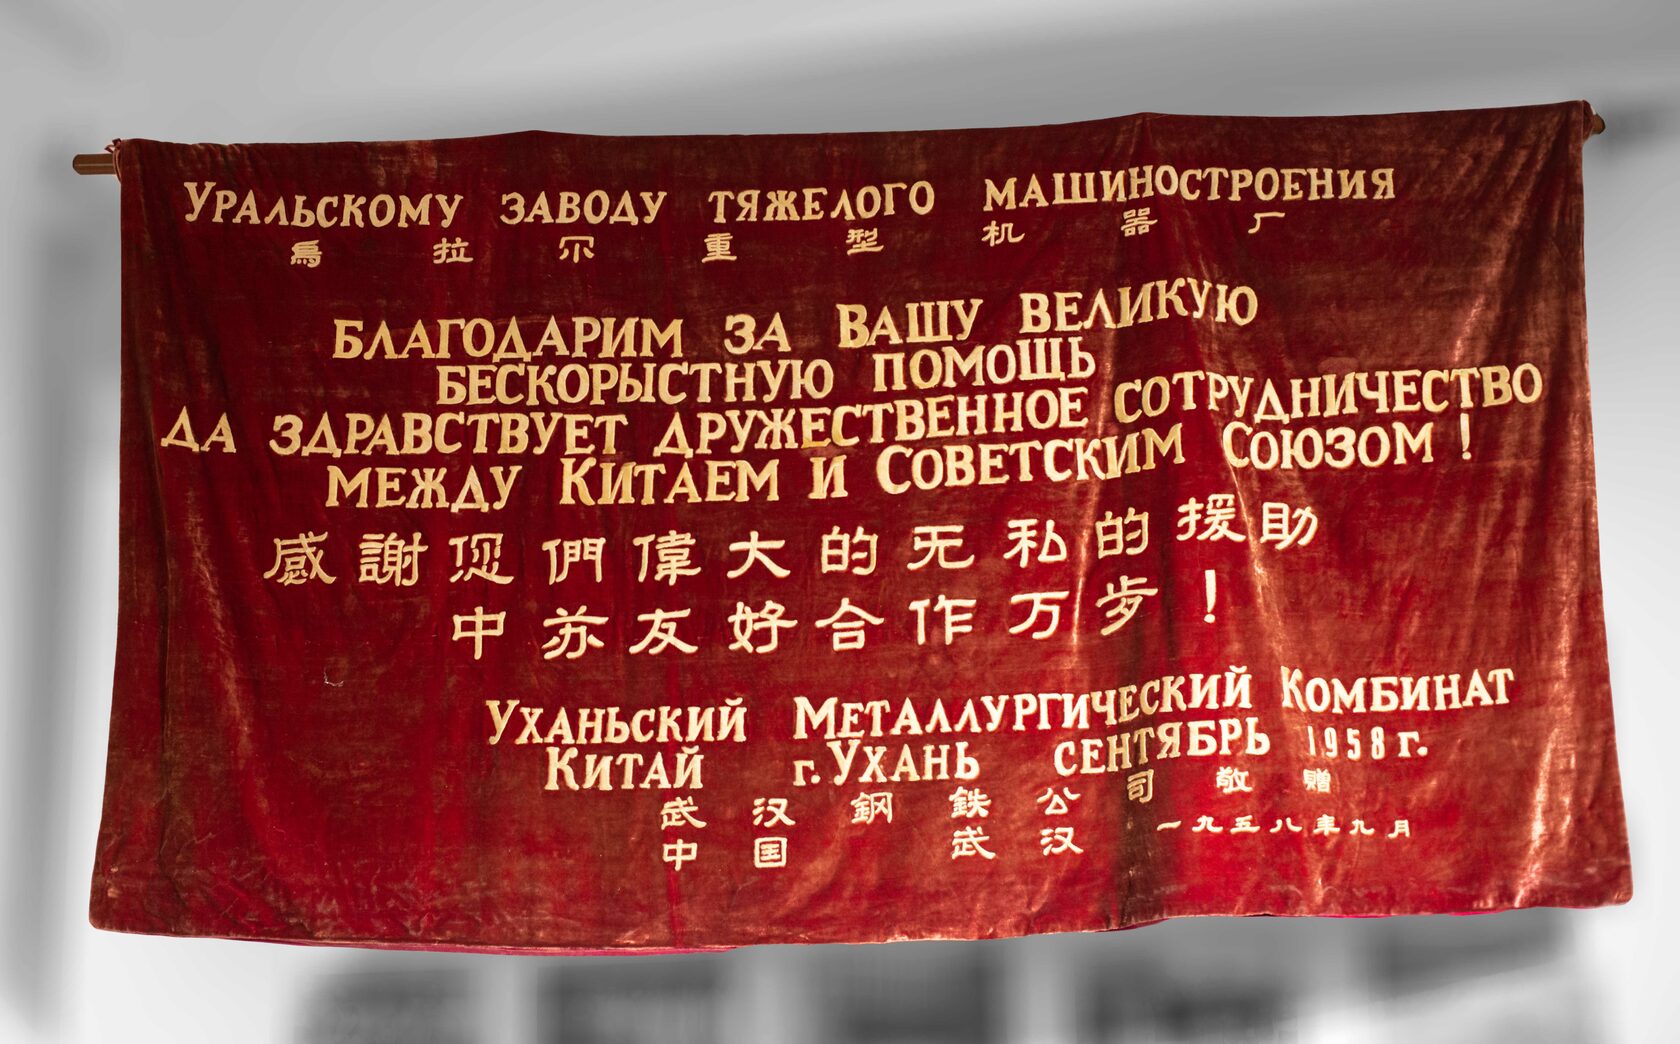 Уральскому заводу тяжелого машиностроения
烏拉尔重型机器厂
Благодарим за Вашу великую
бескорыстную помощь
Да здравствует дружественное сотрудничество
между Китаем и Советским Союзом!
感謝您們偉大的无私的援助
中苏友好合作万步!
Уханьский Металлургический Комбинат
Китай г. Ухань сентябрь 1958 г.
武汉鋼鉄公司敬贈
中国武汉 一九五八年九月